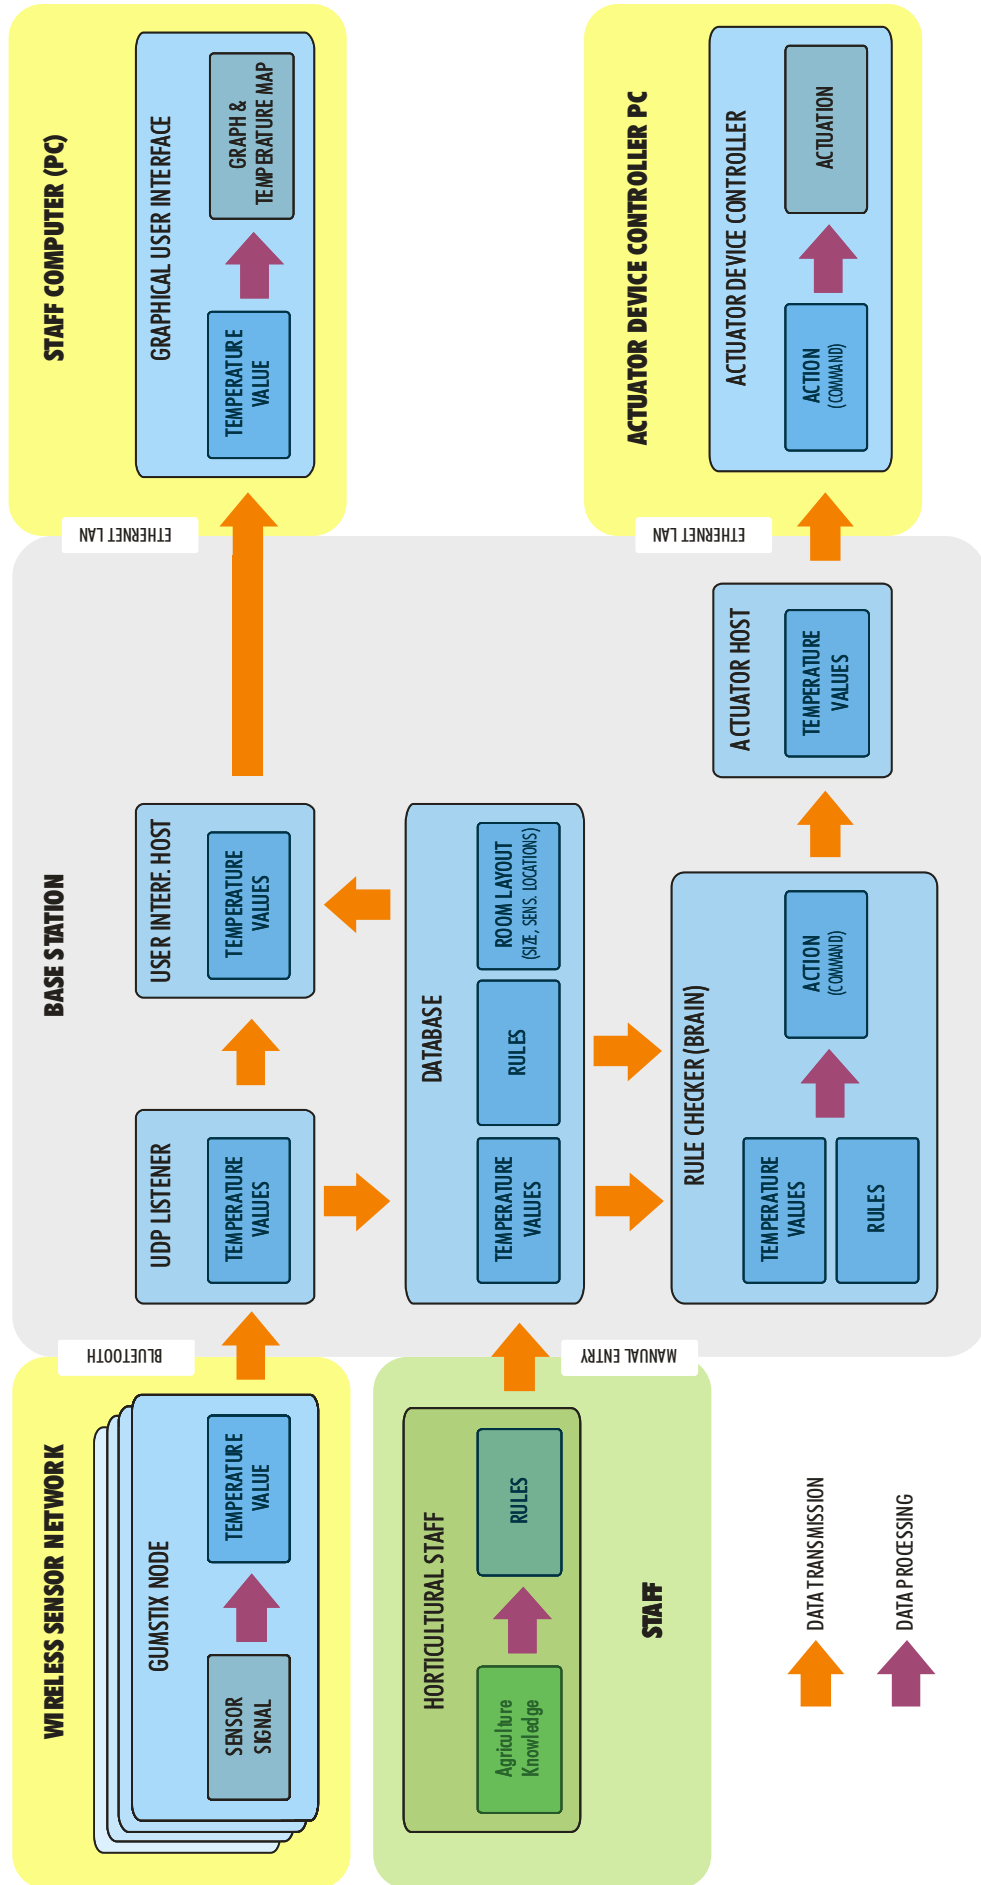 WIRELESS SENSOR NETWORK
GUMSTIX NODE
SENSOR
SIGNAL
TEMPERATURE
VALUE
BLUETOOTH
BASE STATION
UDP LISTENER
TEMPERATURE
VALUES
USER INTERF. HOST
TEMPERATURE
VALUES
ETHERNET LAN
STAFF COMPUTER (PC)
GRAPHICAL USER INTERFACE
TEMPERATURE
VALUE
GRAPH &
TEMPERATURE MAP
HORTICULTURAL STAFF
Agriculture
Knowledge
RULES
STAFF
MANUAL ENTRY
DATABASE
TEMPERATURE
VALUES
RULES
ROOM LAYOUT
(SIZE, SENS. LOCATIONS)
RULE CHECKER (BRAIN)
TEMPERATURE
VALUES
RULES
ACTION
(COMMAND)
ACTUATOR HOST
TEMPERATURE
VALUES
ETHERNET LAN
ACTUATOR DEVICE CONTROLLER PC
ACTUATOR DEVICE CONTROLLER
ACTION
(COMMAND)
ACTUATION
DATA TRANSMISSION
DATA PROCESSING